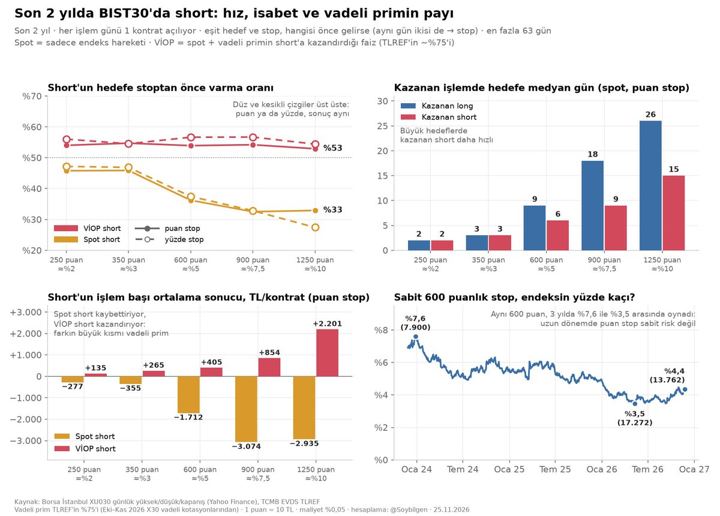 Son 2 yılda BIST30'da short: hız, isabet ve vadeli primin payı
Son 2 yıl · her işlem günü 1 kontrat açılıyor · eşit hedef ve stop, hangisi önce gelirse (aynı gün ikisi de → stop) · en fazla 63 gün
Spot = sadece endeks hareketi · VİOP = spot + vadeli primin short'a kazandırdığı faiz (TLREF'in ~%75'i)
Short'un hedefe stoptan önce varma oranı
%70
%60
%50
%40
%30
%20
Düz ve kesikli çizgiler üst üste:
puan ya da yüzde, sonuç aynı
%53
%33
VİOP short
Spot short
puan stop
yüzde stop
250 puan
≈%2
350 puan
≈%3
600 puan
≈%5
900 puan
≈%7,5
1250 puan
≈%10
Kazanan işlemde hedefe medyan gün (spot, puan stop)
30
25
20
15
10
5
0
Kazanan long
Kazanan short
Büyük hedeflerde
kazanan short daha hızlı
2
2
3
3
9
6
18
9
26
15
250 puan
≈%2
350 puan
≈%3
600 puan
≈%5
900 puan
≈%7,5
1250 puan
≈%10
Short'un işlem başı ortalama sonucu, TL/kontrat (puan stop)
+3.000
+2.000
+1.000
0
−1.000
−2.000
−3.000
Spot short kaybettiriyor,
VİOP short kazandırıyor:
farkın büyük kısmı vadeli prim
−277
+135
−355
+265
−1.712
+405
−3.074
+854
−2.935
+2.201
Spot short
VİOP short
250 puan
≈%2
350 puan
≈%3
600 puan
≈%5
900 puan
≈%7,5
1250 puan
≈%10
Sabit 600 puanlık stop, endeksin yüzde kaçı?
%8
%6
%4
%2
%0
Aynı 600 puan, 3 yılda %7,6 ile %3,5 arasında oynadı:
uzun dönemde puan stop sabit risk değil
%7,6
(7.900)
%4,4
(13.762)
%3,5
(17.272)
Oca 24
Tem 24
Oca 25
Tem 25
Oca 26
Tem 26
Oca 27
Kaynak: Borsa İstanbul XU030 günlük yüksek/düşük/kapanış (Yahoo Finance), TCMB EVDS TLREF
Vadeli prim TLREF'in %75'i (Eki-Kas 2026 X30 vadeli kotasyonlarından) · 1 puan = 10 TL · maliyet %0,05 · hesaplama: @Soybilgen · 25.11.2026